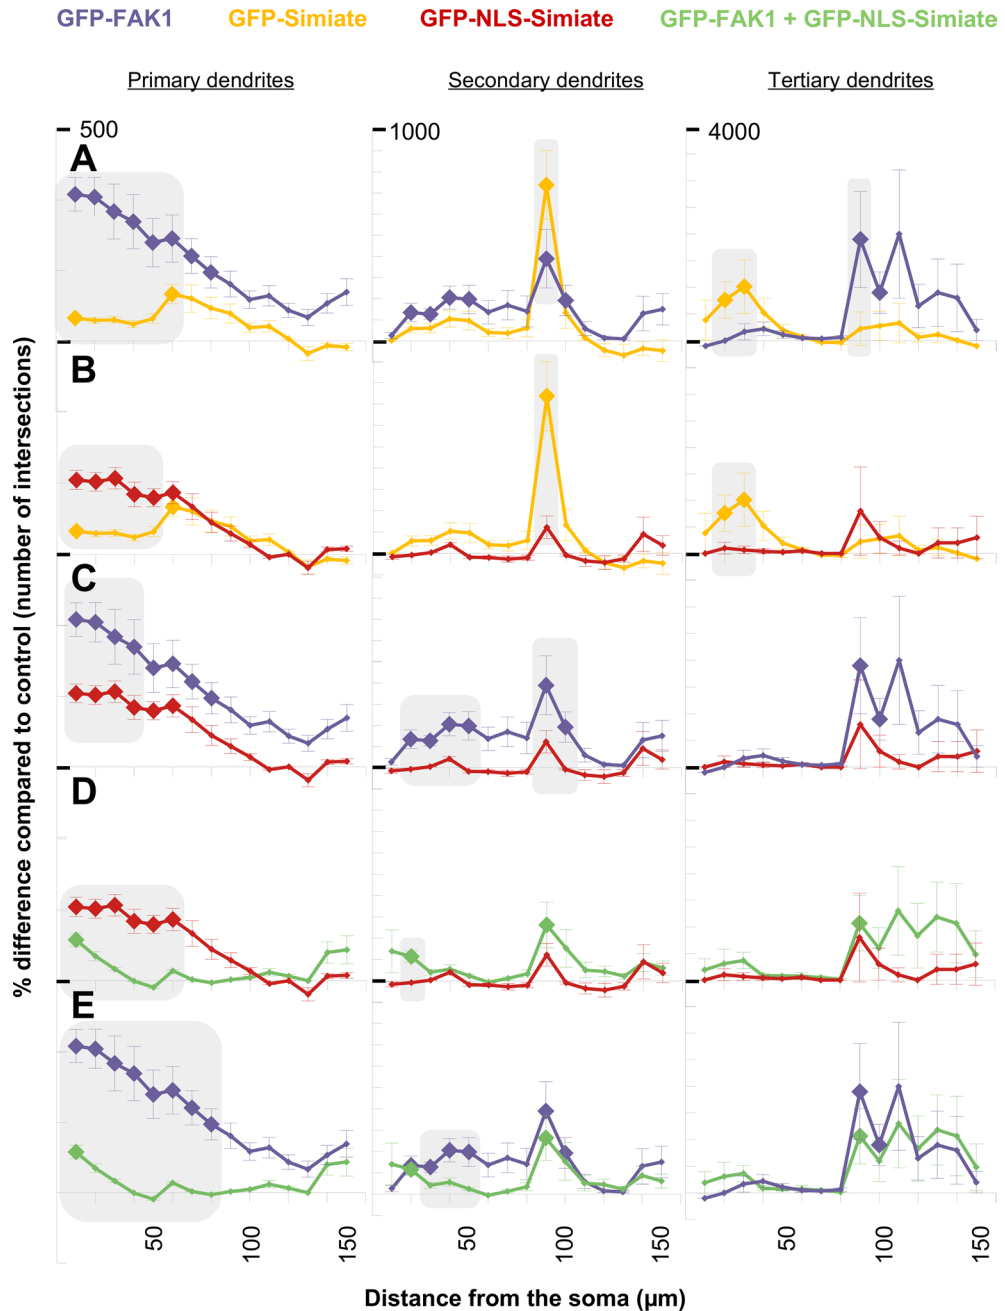 GFP-FAK1 GFP-Simiate GFP-NLS-Simiate GFP-FAK1 + GFP-NLS-Simiate
Primary dendrites Secondary dendrites Tertiary dendrites
500 1000 4000
A
B
C
D
E
% difference compared to control (number of intersections)
50 100 150 50 100 150 50 100 150
Distance from the soma (µm)